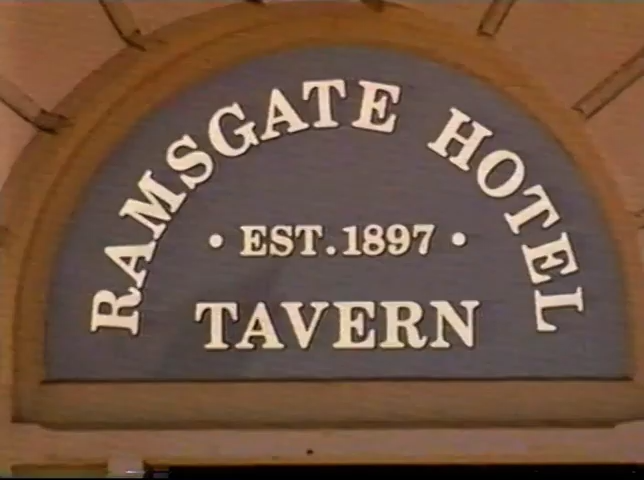 RAMSGATE HOTEL
· EST. 1897 ·
TAVERN